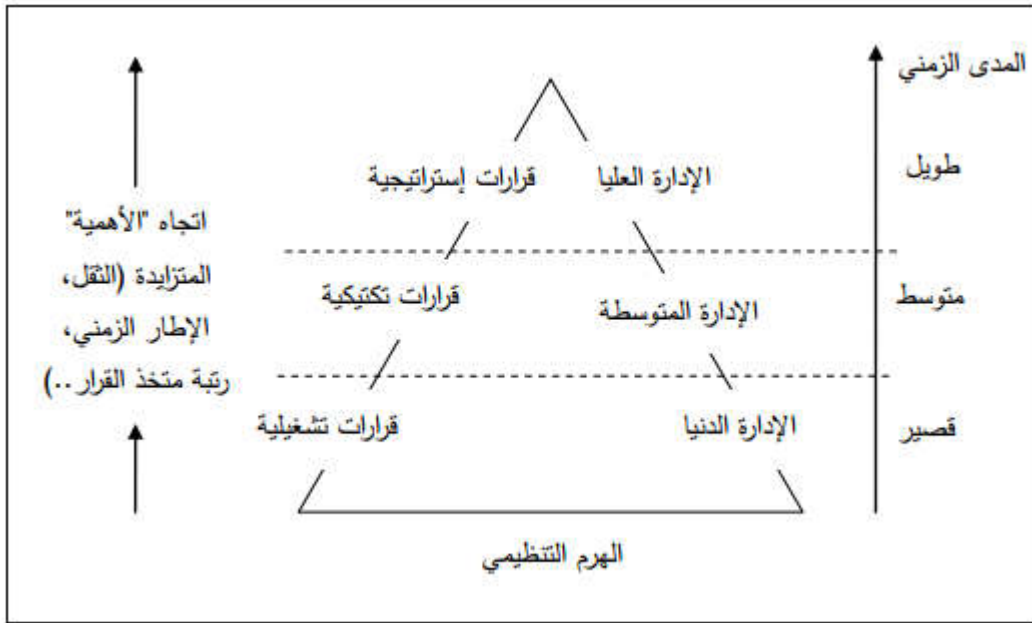 المدى الزمني
طويل
الإدارة العليا
قرارات إستراتيجية
اتجاه "الأهمية"
المتزايدة (الثقل،
الإطار الزمني،
رتبة متخذ القرار ..)
متوسط
الإدارة المتوسطة
قرارات تكتيكية
قصير
الإدارة الدنيا
قرارات تشغيلية
الهرم التنظيمي